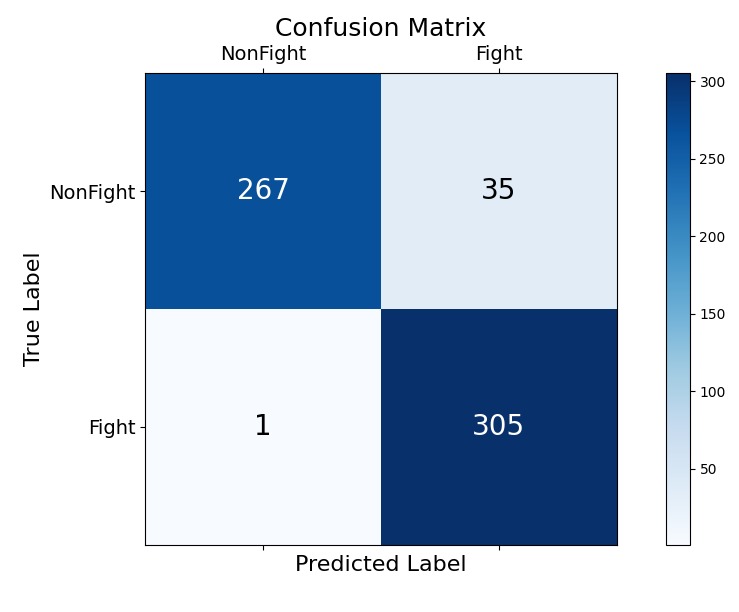 Confusion Matrix
NonFight Fight
NonFight 267 35
Fight 1 305
True Label
Predicted Label
300
250
200
150
100
50